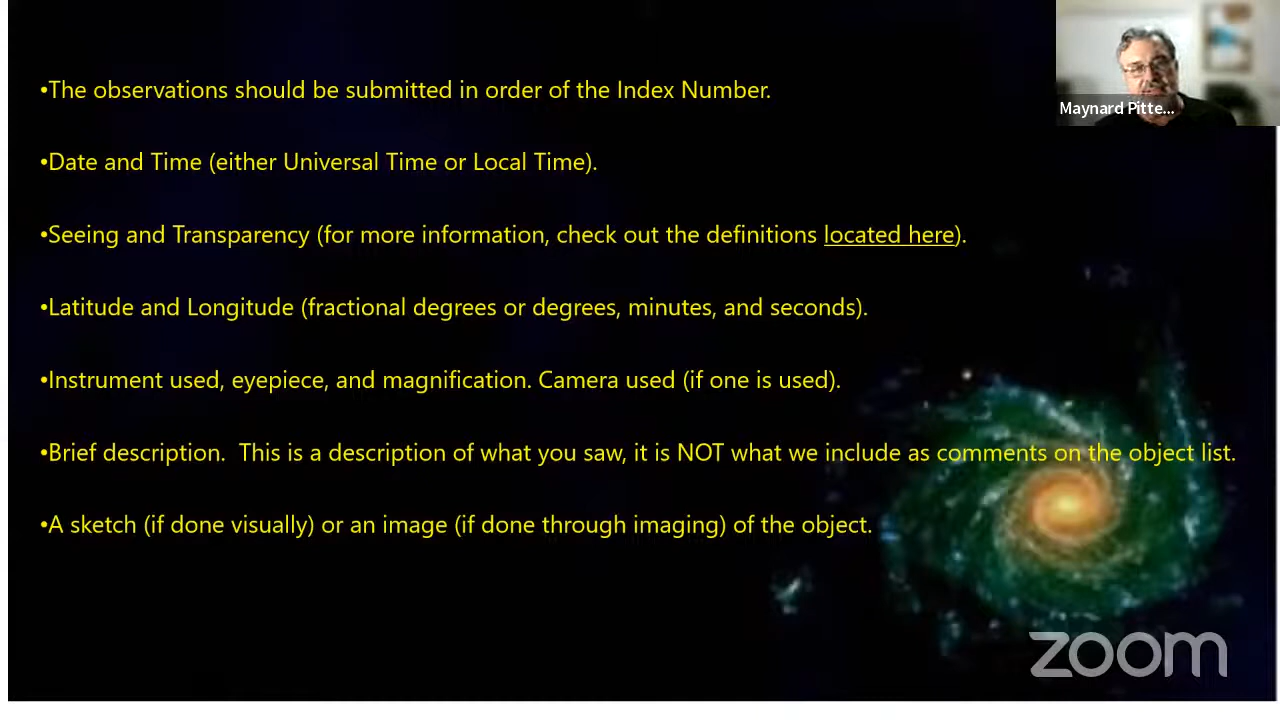 •The observations should be submitted in order of the Index Number.
Maynard Pitte...
•Date and Time (either Universal Time or Local Time).
•Seeing and Transparency (for more information, check out the definitions located here).
•Latitude and Longitude (fractional degrees or degrees, minutes, and seconds).
•Instrument used, eyepiece, and magnification. Camera used (if one is used).
•Brief description.  This is a description of what you saw, it is NOT what we include as comments on the object list.
•A sketch (if done visually) or an image (if done through imaging) of the object.
zoom